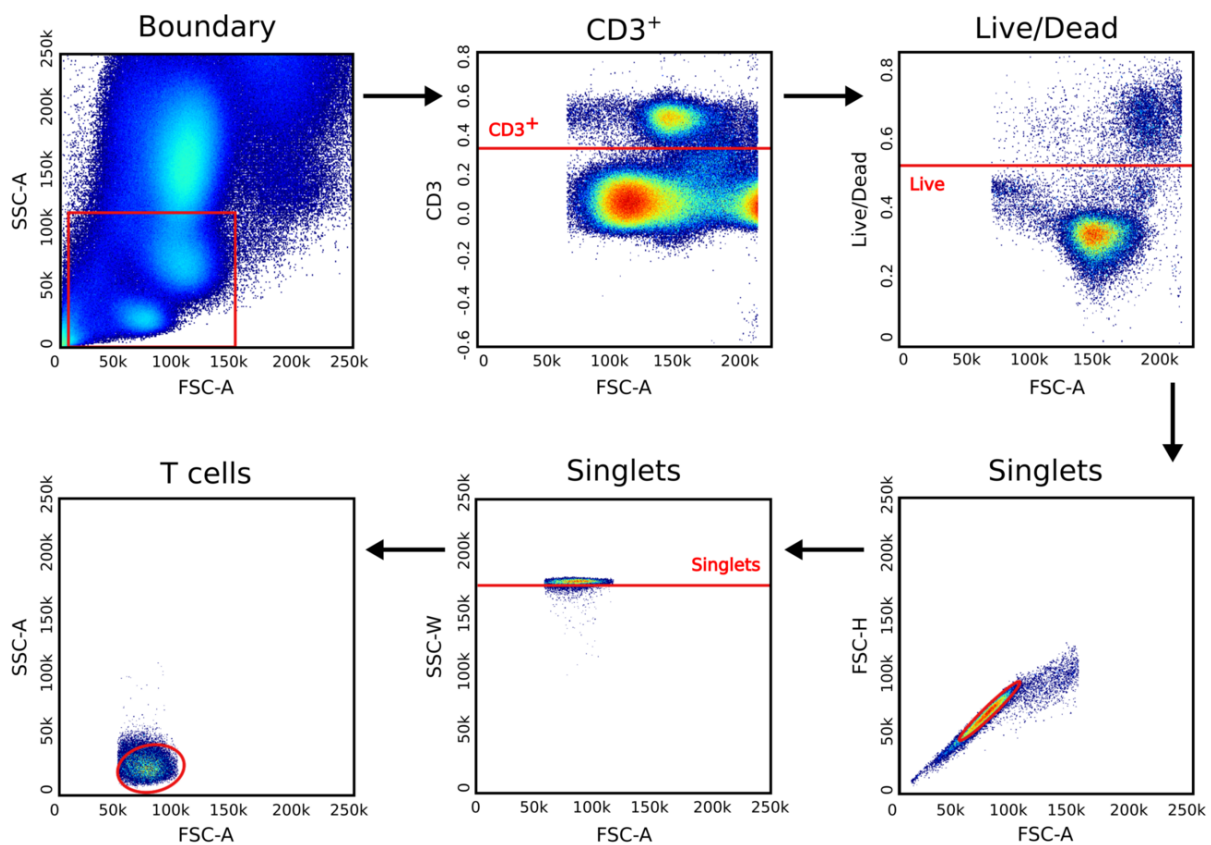 Boundary
CD3⁺
Live/Dead
250k
200k
150k
100k
50k
0
SSC-A
0 50k 100k 150k 200k 250k
FSC-A
0.8
0.6
0.4
0.2
0.0
-0.2
-0.4
-0.6
CD3
CD3⁺
0 50k 100k 150k 200k
FSC-A
0.8
0.6
0.4
0.2
0
Live/Dead
Live
0 50k 100k 150k 200k
FSC-A
T cells
Singlets
Singlets
250k
200k
150k
100k
50k
0
SSC-A
0 50k 100k 150k 200k 250k
FSC-A
250k
200k
150k
100k
50k
0
SSC-W
Singlets
0 50k 100k 150k 200k 250k
FSC-A
250k
200k
150k
100k
50k
0
FSC-H
0 50k 100k 150k 200k 250k
FSC-A